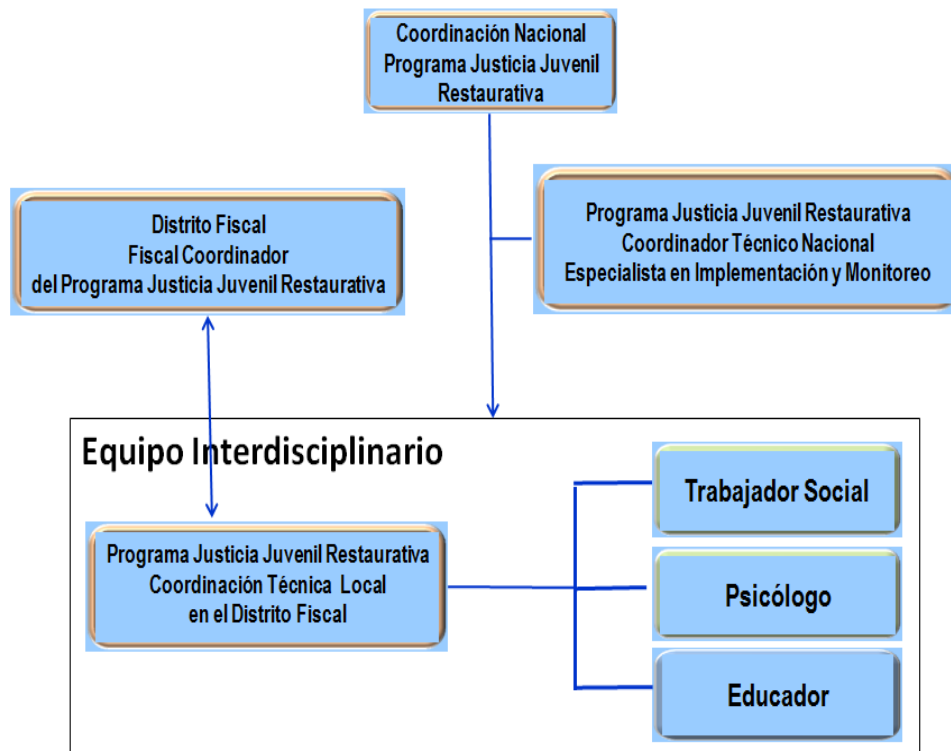 Coordinación Nacional
Programa Justicia Juvenil
Restaurativa
Programa Justicia Juvenil Restaurativa
Coordinador Técnico Nacional
Especialista en Implementación y Monitoreo
Distrito Fiscal
Fiscal Coordinador
del Programa Justicia Juvenil Restaurativa
Equipo Interdisciplinario
Programa Justicia Juvenil Restaurativa
Coordinación Técnica Local
en el Distrito Fiscal
Trabajador Social
Psicólogo
Educador